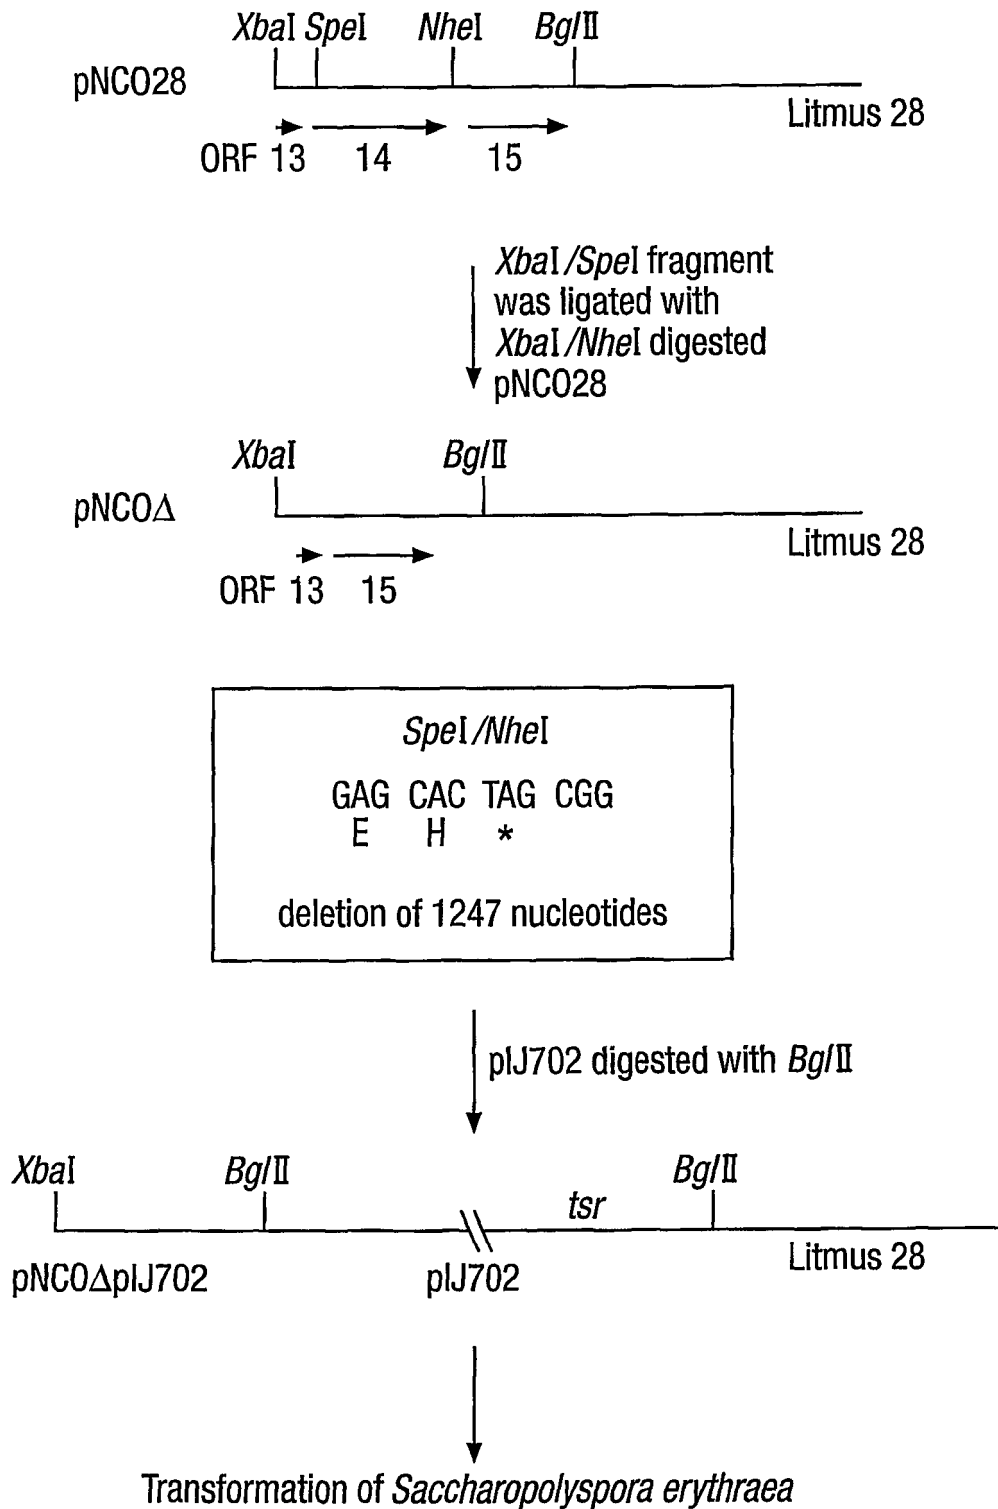 XbaI SpeI NheI BglII
pNCO28
Litmus 28
ORF 13 14 15
XbaI/SpeI fragment
was ligated with
XbaI/NheI digested
pNCO28
XbaI BglII
pNCOΔ
Litmus 28
ORF 13 15
SpeI/NheI
GAG CAC TAG CGG
E H *
deletion of 1247 nucleotides
pIJ702 digested with BglII
XbaI BglII tsr BglII
Litmus 28
pNCOΔpIJ702 pIJ702
Transformation of Saccharopolyspora erythraea